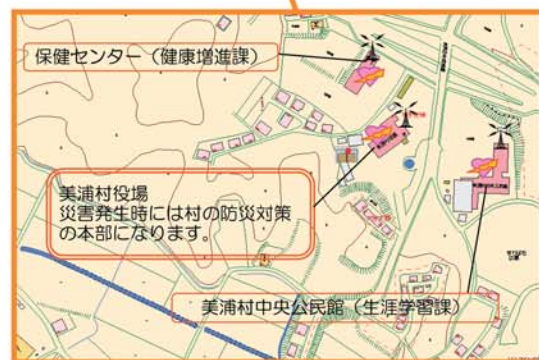 保健センター（健康増進課）
美浦村役場
災害発生時には村の防災対策
の本部になります。
美浦村中央公民館（生涯学習課）